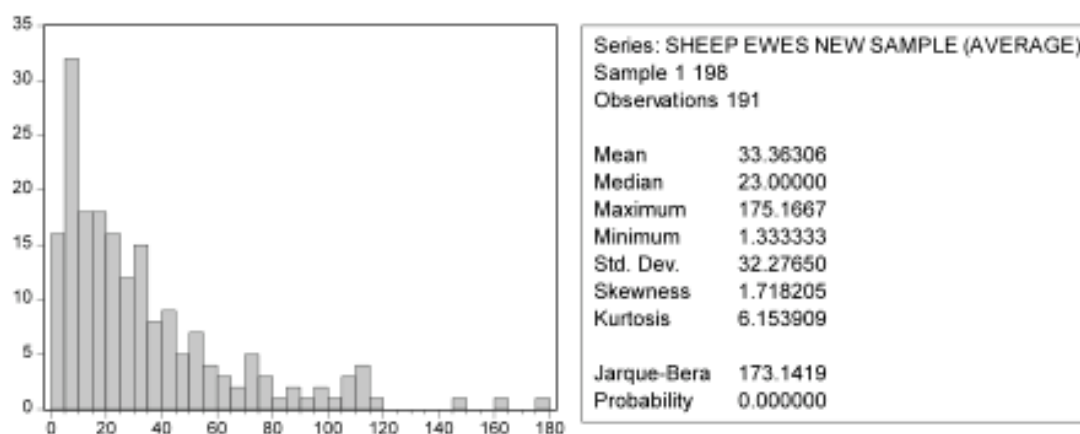 35
30
25
20
15
10
5
0
0 20 40 60 80 100 120 140 160 180
Series: SHEEP EWES NEW SAMPLE (AVERAGE)
Sample 1 198
Observations 191
Mean 33.36306
Median 23.00000
Maximum 175.1667
Minimum 1.333333
Std. Dev. 32.27650
Skewness 1.718205
Kurtosis 6.153909
Jarque-Bera 173.1419
Probability 0.000000